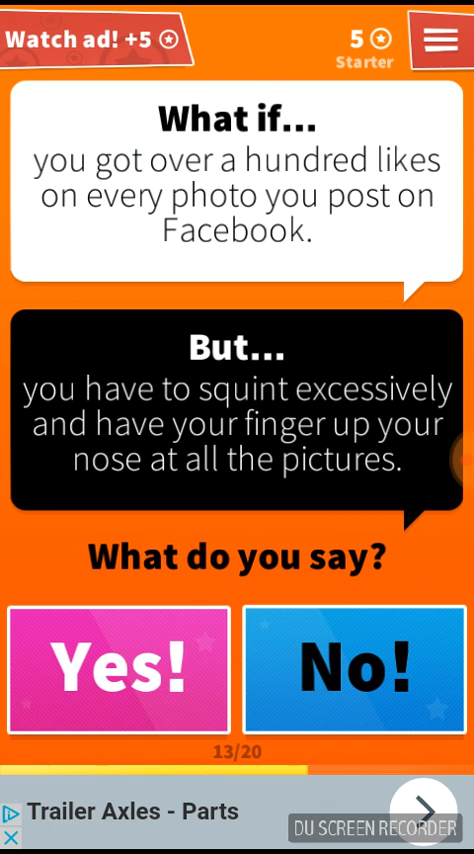 Watch ad! +5
5
Starter
What if...
you got over a hundred likes
on every photo you post on
Facebook.
But...
you have to squint excessively
and have your finger up your
nose at all the pictures.
What do you say?
Yes!
No!
13/20
Trailer Axles - Parts
DU SCREEN RECORDER